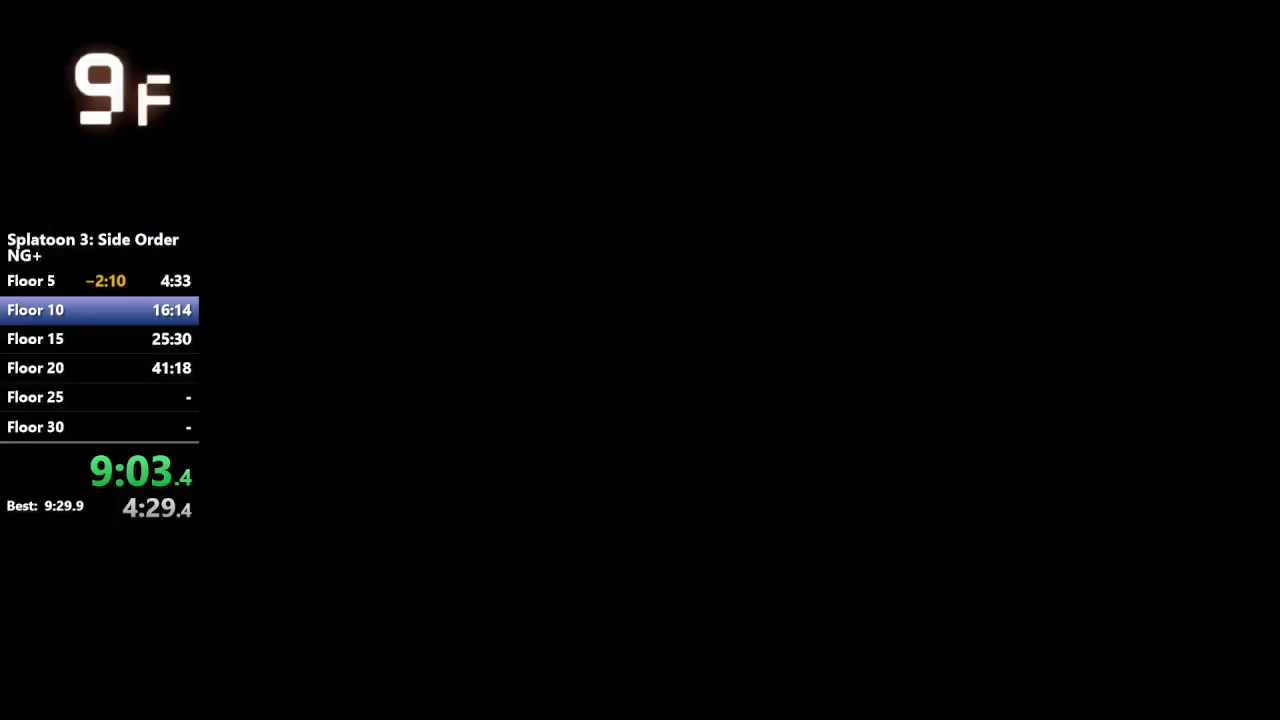 9F
Splatoon 3: Side Order
NG+
Floor 5 −2:10 4:33
Floor 10 16:14
Floor 15 25:30
Floor 20 41:18
Floor 25 -
Floor 30 -
9:03.4
Best: 9:29.9 4:29.4